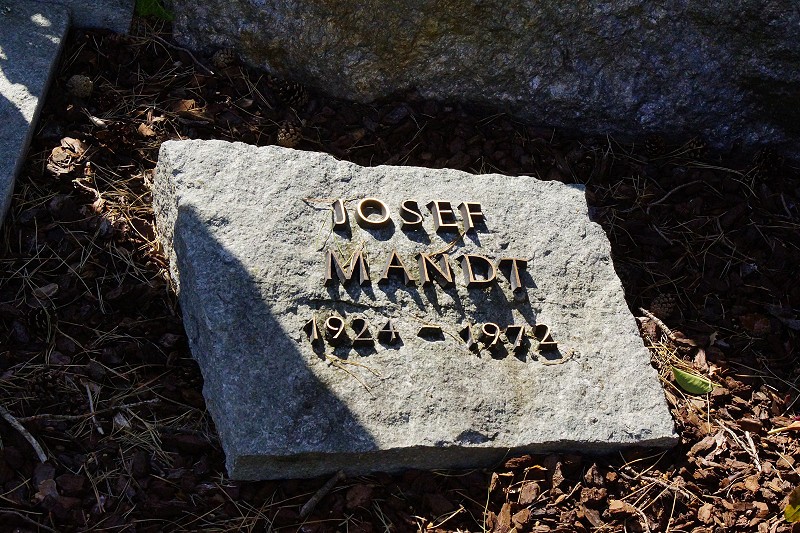 JOSEF
MANDT
1924 – 1972